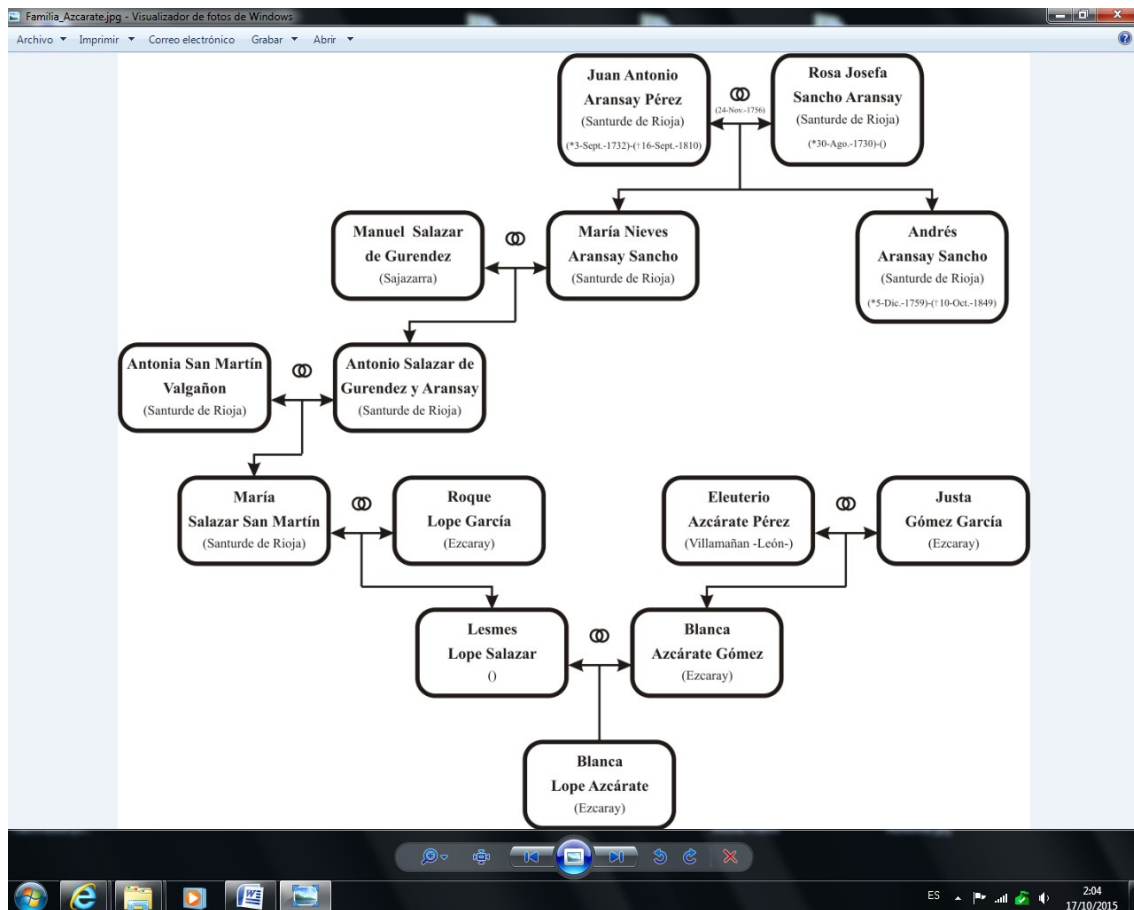 Familia_Azcarate.jpg - Visualizador de fotos de Windows
Archivo Imprimir Correo electrónico Grabar Abrir
Juan Antonio
Aransay Pérez
(Santurde de Rioja)
(*3-Sept.-1732)-(†16-Sept.-1810)
(24-Nov.-1756)
Rosa Josefa
Sancho Aransay
(Santurde de Rioja)
(*30-Ago.-1730)-()
Manuel Salazar
de Gurendez
(Sajazarra)
María Nieves
Aransay Sancho
(Santurde de Rioja)
Andrés
Aransay Sancho
(Santurde de Rioja)
(*5-Dic.-1759)-(†10-Oct.-1849)
Antonia San Martín
Valgañon
(Santurde de Rioja)
Antonio Salazar de
Gurendez y Aransay
(Santurde de Rioja)
María
Salazar San Martín
(Santurde de Rioja)
Roque
Lope García
(Ezcaray)
Eleuterio
Azcárate Pérez
(Villamañan -León-)
Justa
Gómez García
(Ezcaray)
Lesmes
Lope Salazar
()
Blanca
Azcárate Gómez
(Ezcaray)
Blanca
Lope Azcárate
(Ezcaray)
ES
2:04
17/10/2015